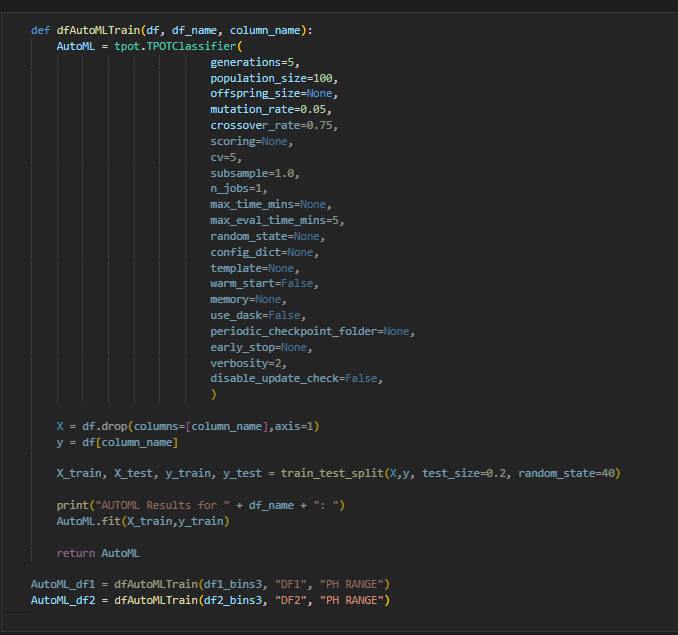 def dfAutoMLTrain(df, df_name, column_name):
    AutoML = tpot.TPOTClassifier(
                            generations=5,
                            population_size=100,
                            offspring_size=None,
                            mutation_rate=0.05,
                            crossover_rate=0.75,
                            scoring=None,
                            cv=5,
                            subsample=1.0,
                            n_jobs=1,
                            max_time_mins=None,
                            max_eval_time_mins=5,
                            random_state=None,
                            config_dict=None,
                            template=None,
                            warm_start=False,
                            memory=None,
                            use_dask=False,
                            periodic_checkpoint_folder=None,
                            early_stop=None,
                            verbosity=2,
                            disable_update_check=False,
                            )
    X = df.drop(columns=[column_name],axis=1)
    y = df[column_name]
    X_train, X_test, y_train, y_test = train_test_split(X,y, test_size=0.2, random_state=40)
    print("AUTOML Results for " + df_name + ": ")
    AutoML.fit(X_train,y_train)
    return AutoML
AutoML_df1 = dfAutoMLTrain(df1_bins3, "DF1", "PH RANGE")
AutoML_df2 = dfAutoMLTrain(df2_bins3, "DF2", "PH RANGE")